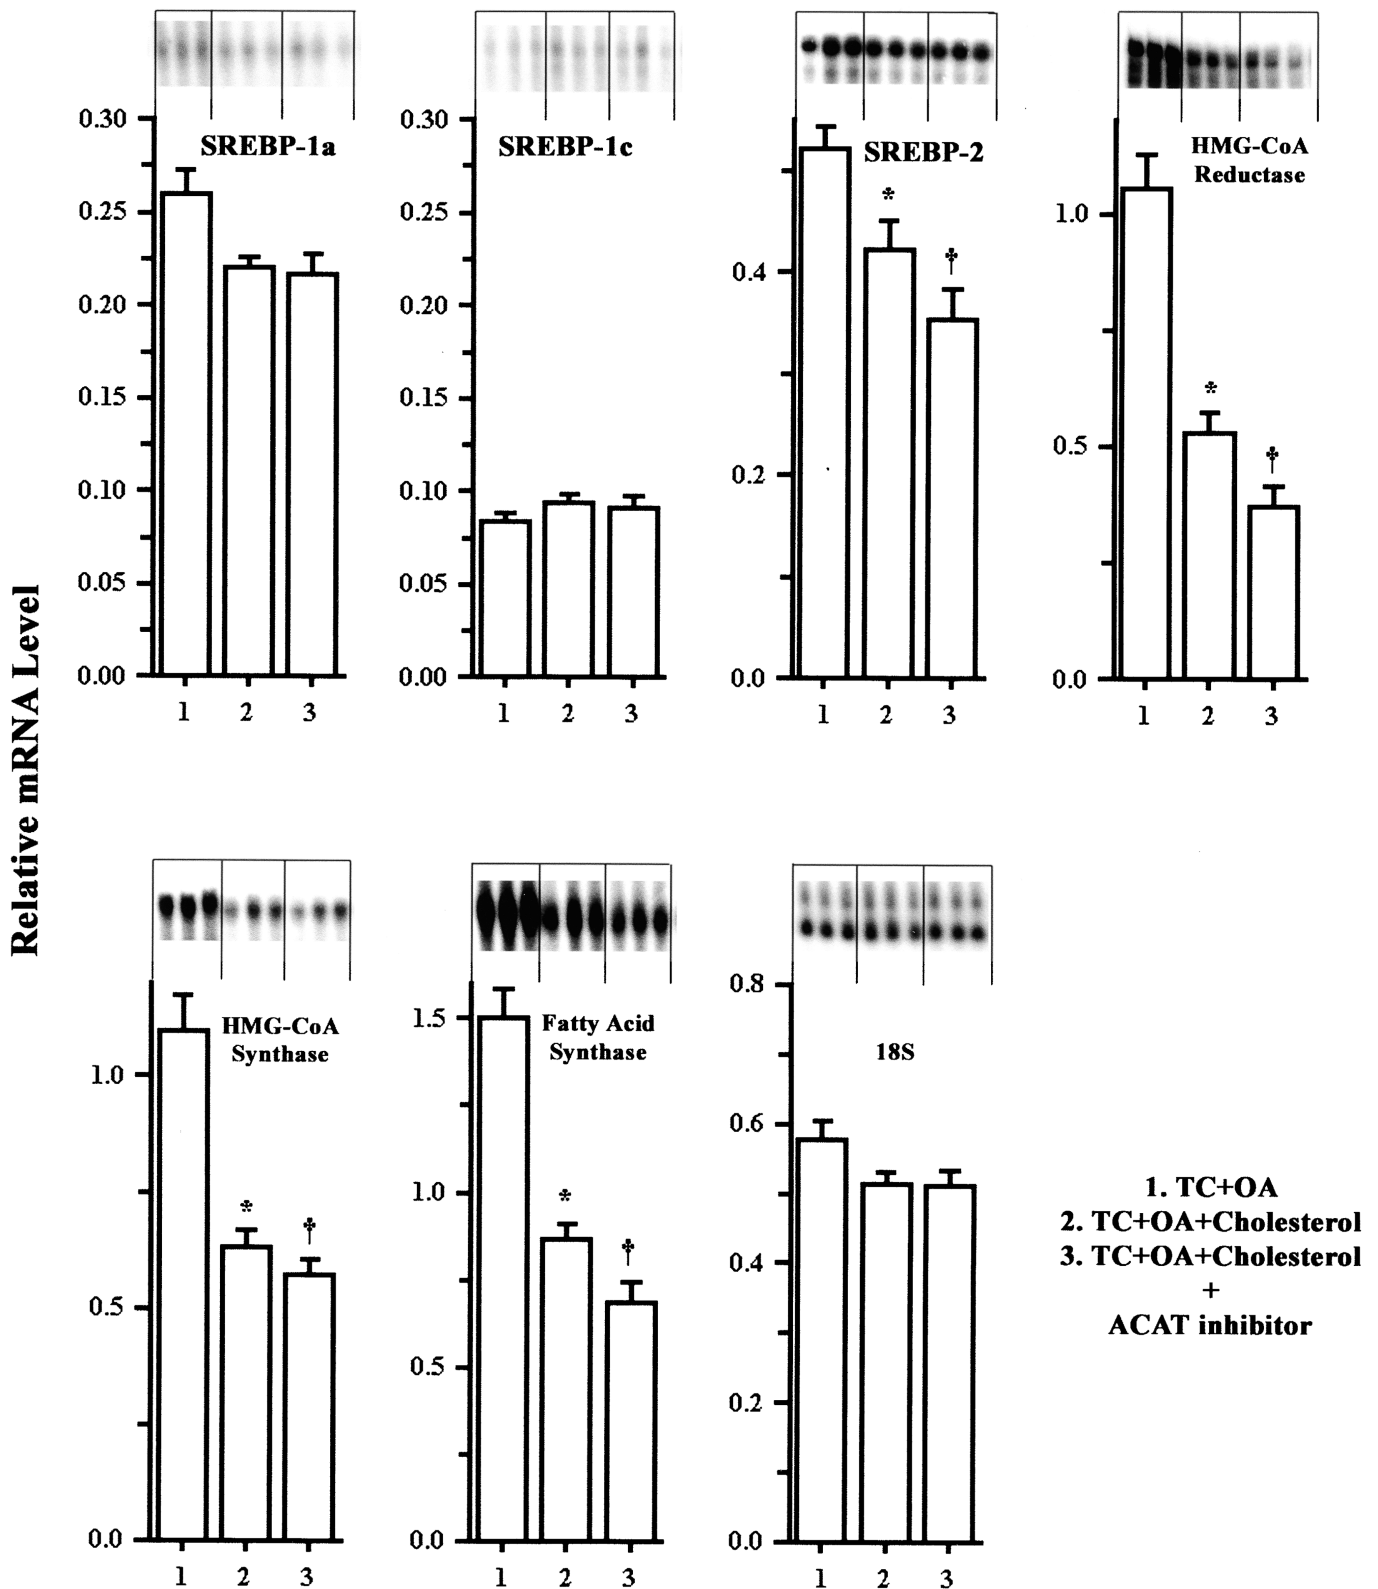 Relative mRNA Level
SREBP-1a
0.30
0.25
0.20
0.15
0.10
0.05
0.00
1 2 3
SREBP-1c
0.30
0.25
0.20
0.15
0.10
0.05
0.00
1 2 3
SREBP-2
*
†
0.4
0.2
0.0
1 2 3
HMG-CoA
Reductase
1.0
*
†
0.5
0.0
1 2 3
HMG-CoA
Synthase
1.0
*
†
0.5
0.0
1 2 3
Fatty Acid
Synthase
1.5
1.0
*
†
0.5
0.0
1 2 3
18S
0.8
0.6
0.4
0.2
0.0
1 2 3
1. TC+OA
2. TC+OA+Cholesterol
3. TC+OA+Cholesterol
+
ACAT inhibitor